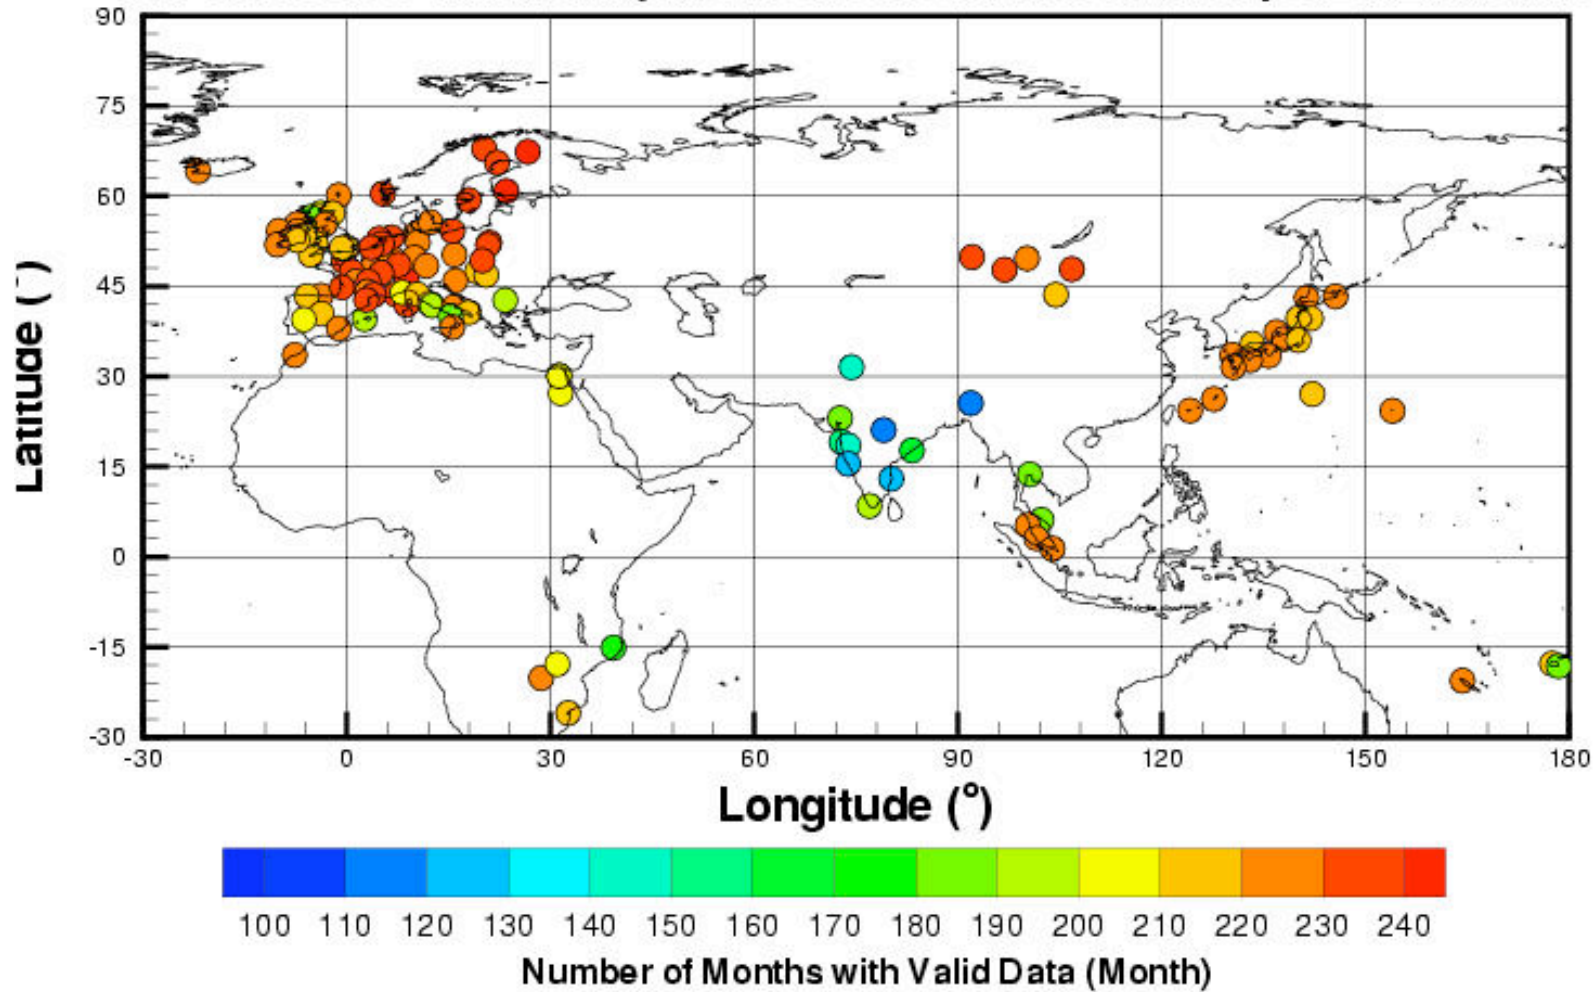 90
75
60
45
30
15
0
-15
-30
Latitude (°)
-30 0 30 60 90 120 150 180
Longitude (°)
100 110 120 130 140 150 160 170 180 190 200 210 220 230 240
Number of Months with Valid Data (Month)